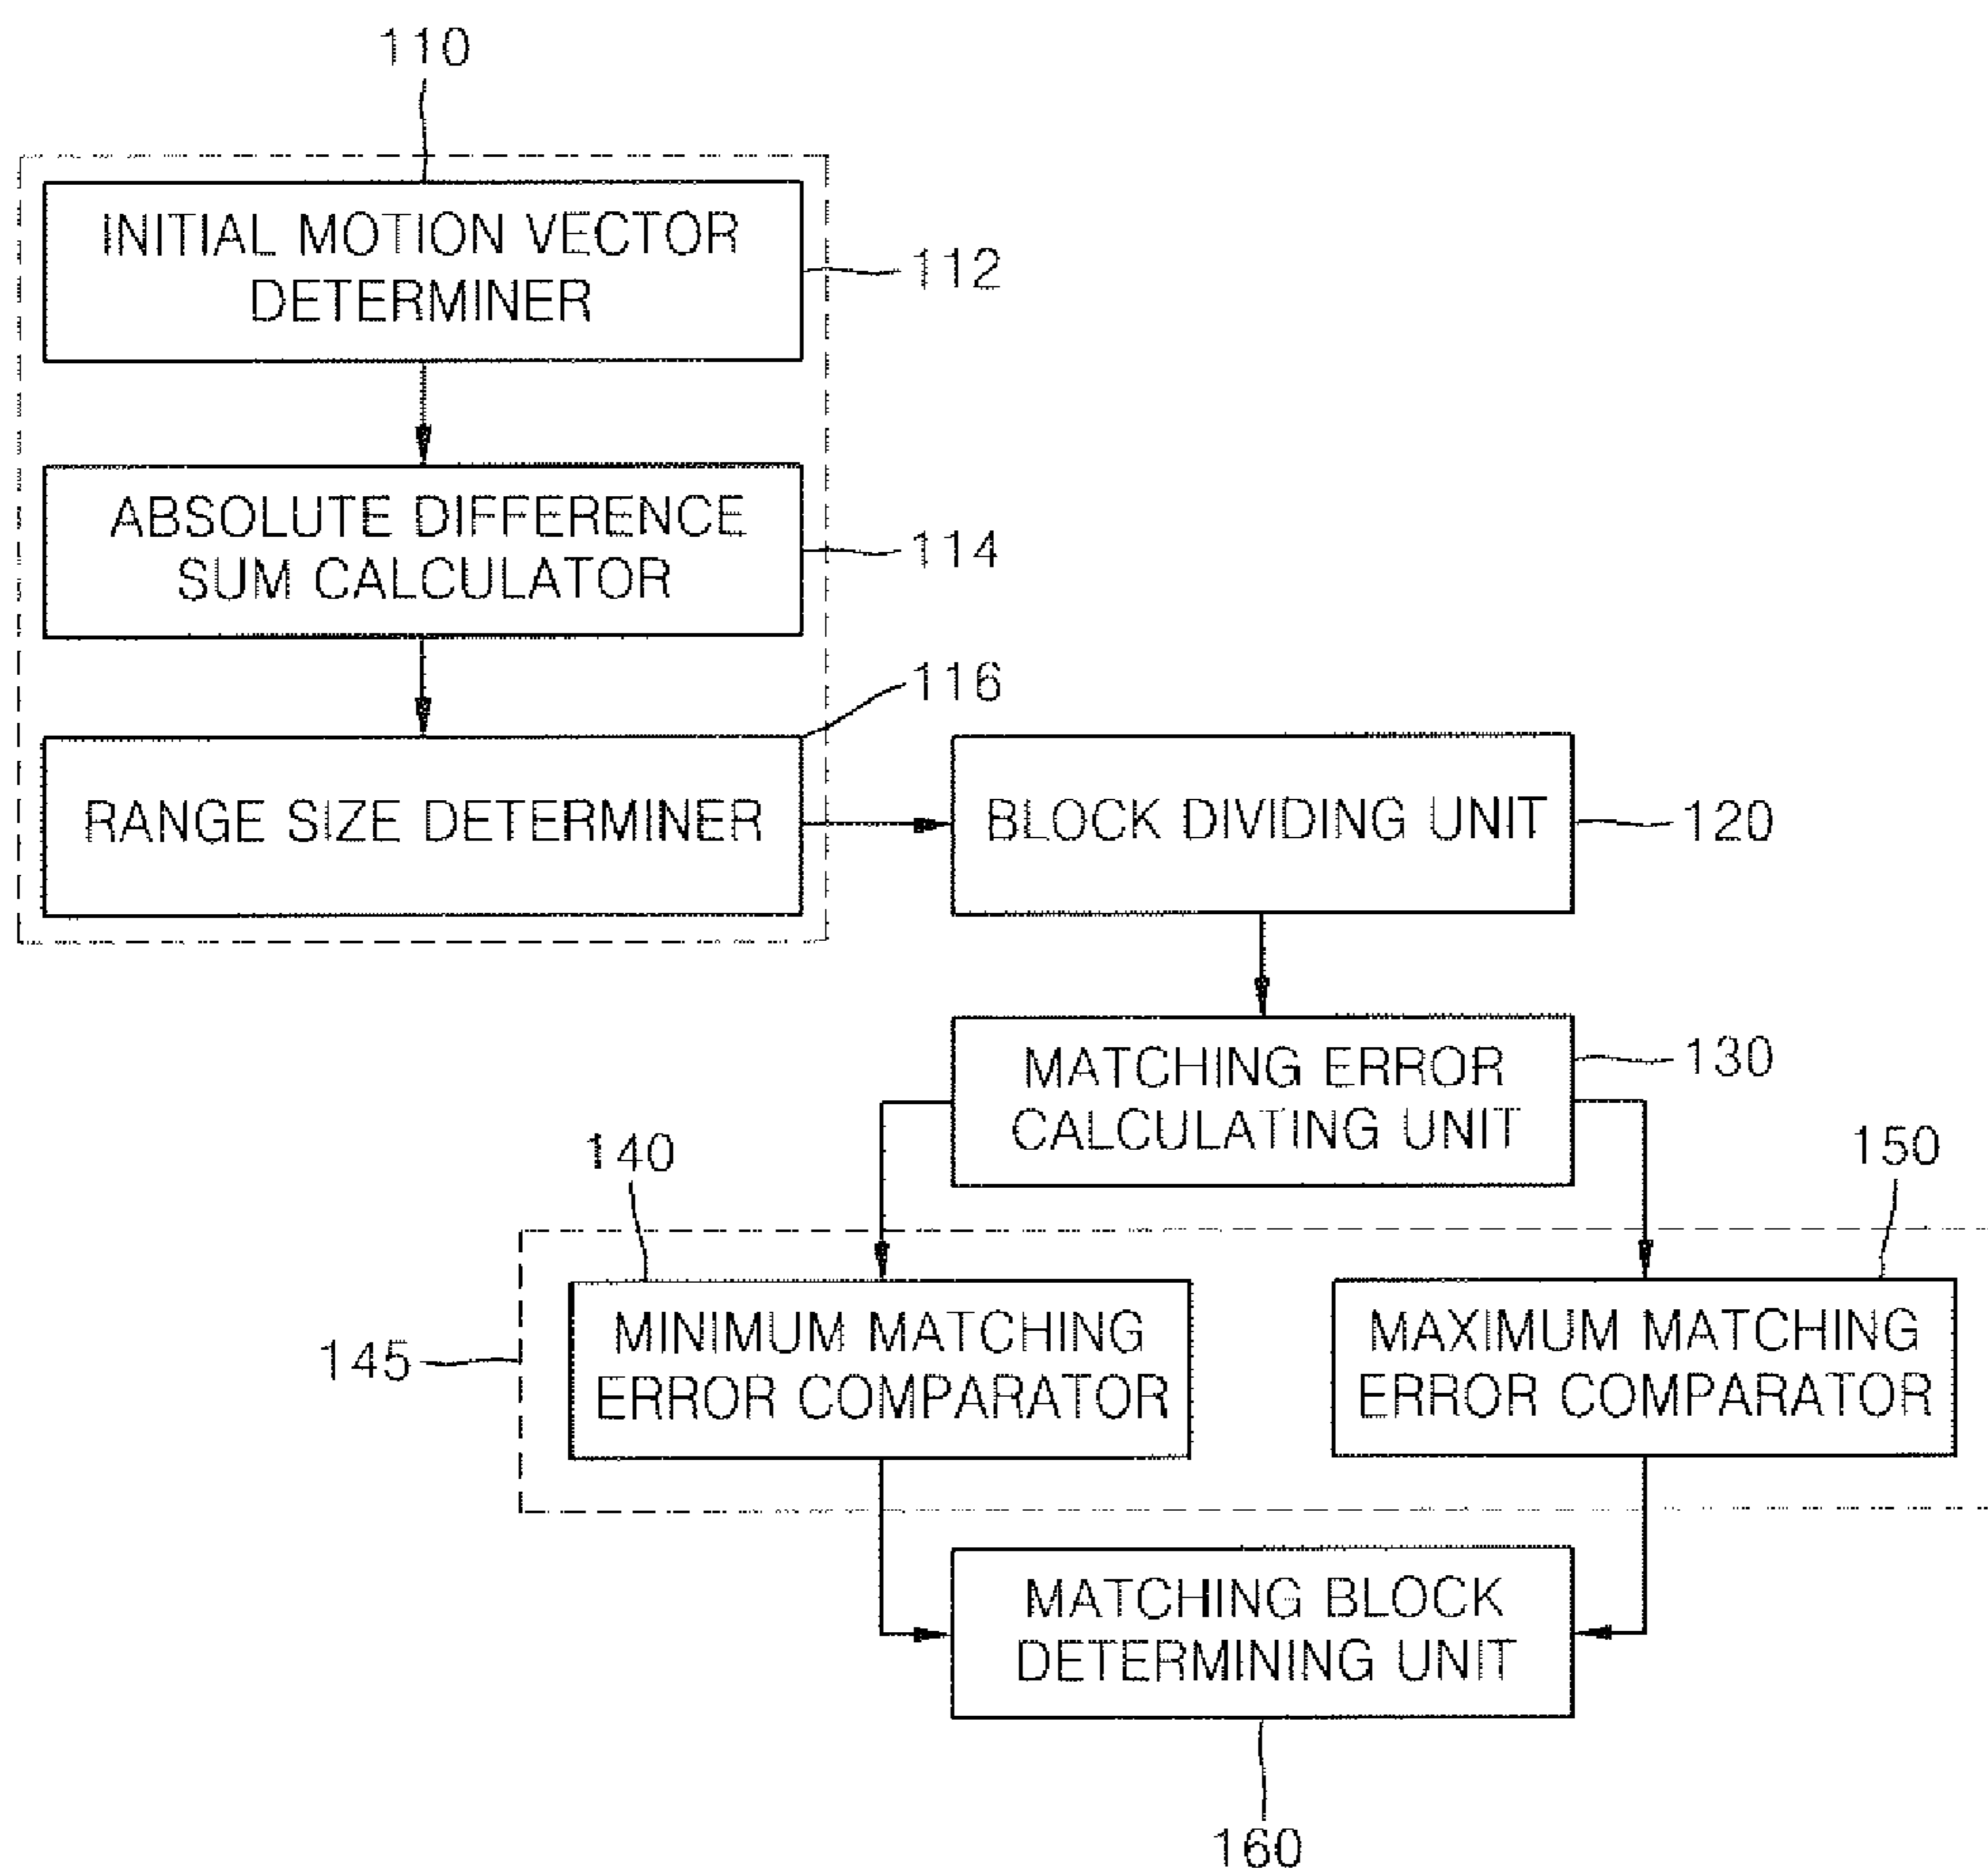 110
INITIAL MOTION VECTOR
DETERMINER
112
ABSOLUTE DIFFERENCE
SUM CALCULATOR
114
116
RANGE SIZE DETERMINER
BLOCK DIVIDING UNIT
120
MATCHING ERROR
CALCULATING UNIT
130
140
150
145
MINIMUM MATCHING
ERROR COMPARATOR
MAXIMUM MATCHING
ERROR COMPARATOR
MATCHING BLOCK
DETERMINING UNIT
160